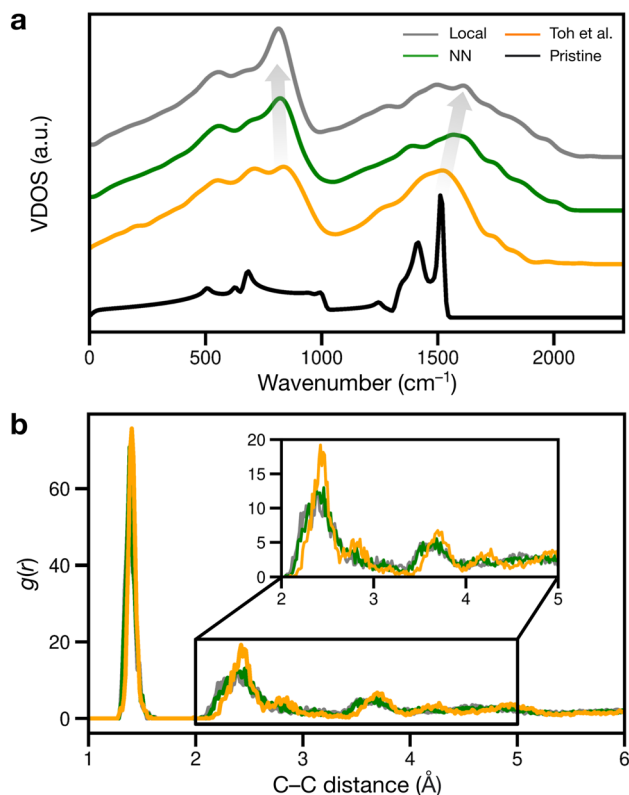 a
Local
NN
Toh et al.
Pristine
VDOS (a.u.)
0 500 1000 1500 2000
Wavenumber (cm⁻¹)
b
g(r)
60
40
20
0
20
15
10
5
0
2 3 4 5
1 2 3 4 5 6
C–C distance (Å)